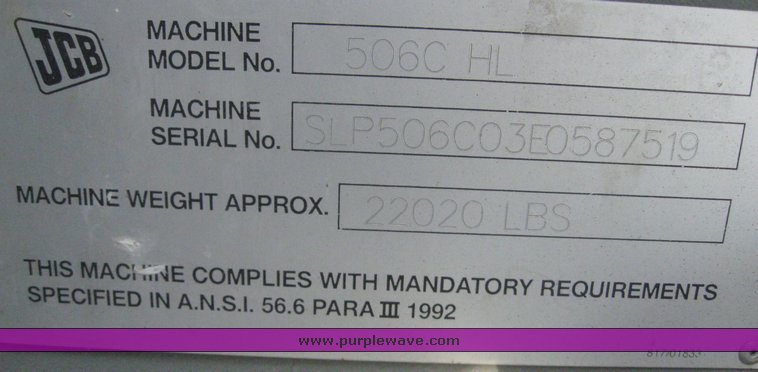 JCB
MACHINE
MODEL No.
506C HL
MACHINE
SERIAL No.
SLP506C03E0587519
MACHINE WEIGHT APPROX.
22020 LBS
THIS MACHINE COMPLIES WITH MANDATORY REQUIREMENTS
SPECIFIED IN A.N.S.I. 56.6 PARA III 1992
www.purplewave.com